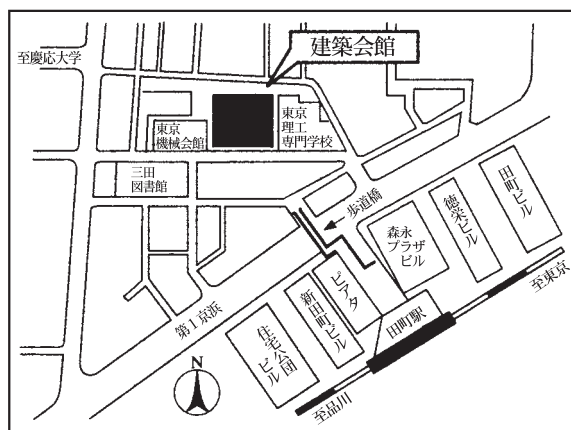 建築会館
至慶応大学
東京
機械会館
東京
理工
専門学校
三田
図書館
歩道橋
森永
プラザ
ビル
徳栄ビル
田町ビル
ピアタ
新田町ビル
住宅公団
ビル
田町駅
第1京浜
至東京
至品川
N